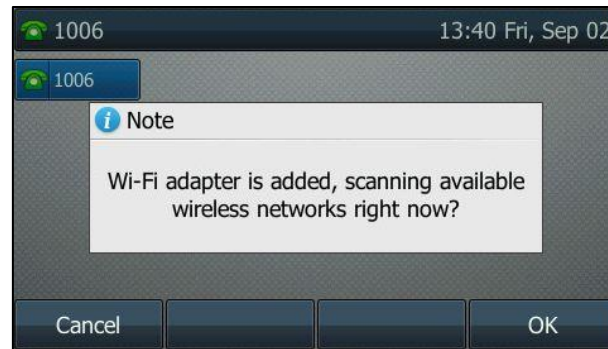 1006 13:40 Fri, Sep 02
1006
Note
Wi-Fi adapter is added, scanning available
wireless networks right now?
Cancel OK